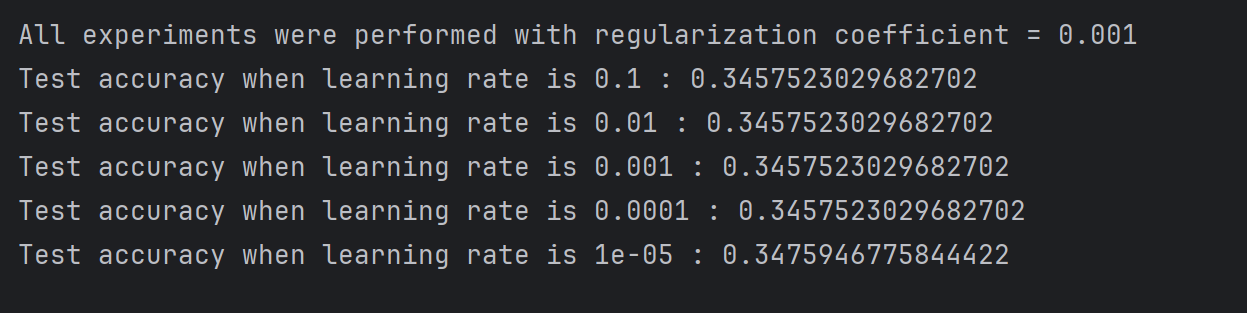 All experiments were performed with regularization coefficient = 0.001
Test accuracy when learning rate is 0.1 : 0.3457523029682702
Test accuracy when learning rate is 0.01 : 0.3457523029682702
Test accuracy when learning rate is 0.001 : 0.3457523029682702
Test accuracy when learning rate is 0.0001 : 0.3457523029682702
Test accuracy when learning rate is 1e-05 : 0.3475946775844422